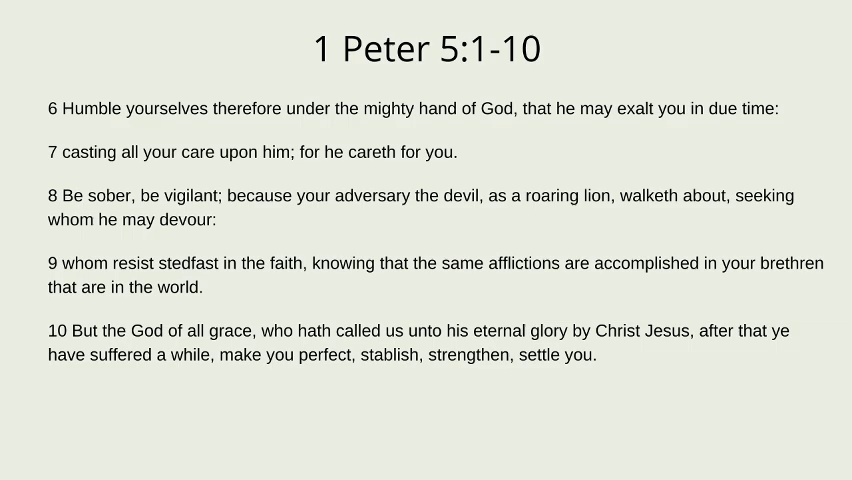 1 Peter 5:1-10
6 Humble yourselves therefore under the mighty hand of God, that he may exalt you in due time:
7 casting all your care upon him; for he careth for you.
8 Be sober, be vigilant; because your adversary the devil, as a roaring lion, walketh about, seeking
whom he may devour:
9 whom resist stedfast in the faith, knowing that the same afflictions are accomplished in your brethren
that are in the world.
10 But the God of all grace, who hath called us unto his eternal glory by Christ Jesus, after that ye
have suffered a while, make you perfect, stablish, strengthen, settle you.